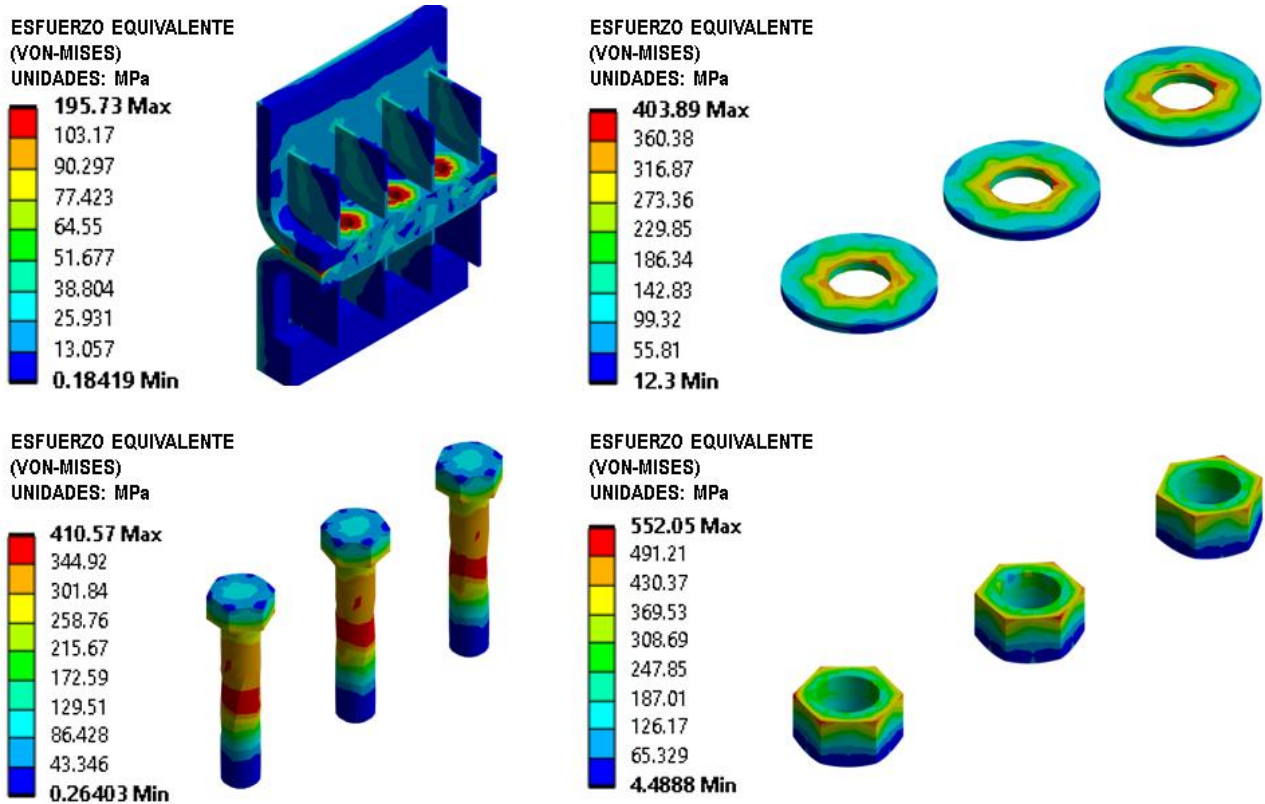 ESFUERZO EQUIVALENTE
(VON-MISES)
UNIDADES: MPa
195.73 Max
103.17
90.297
77.423
64.55
51.677
38.804
25.931
13.057
0.18419 Min
ESFUERZO EQUIVALENTE
(VON-MISES)
UNIDADES: MPa
403.89 Max
360.38
316.87
273.36
229.85
186.34
142.83
99.32
55.81
12.3 Min
ESFUERZO EQUIVALENTE
(VON-MISES)
UNIDADES: MPa
410.57 Max
344.92
301.84
258.76
215.67
172.59
129.51
86.428
43.346
0.26403 Min
ESFUERZO EQUIVALENTE
(VON-MISES)
UNIDADES: MPa
552.05 Max
491.21
430.37
369.53
308.69
247.85
187.01
126.17
65.329
4.4888 Min